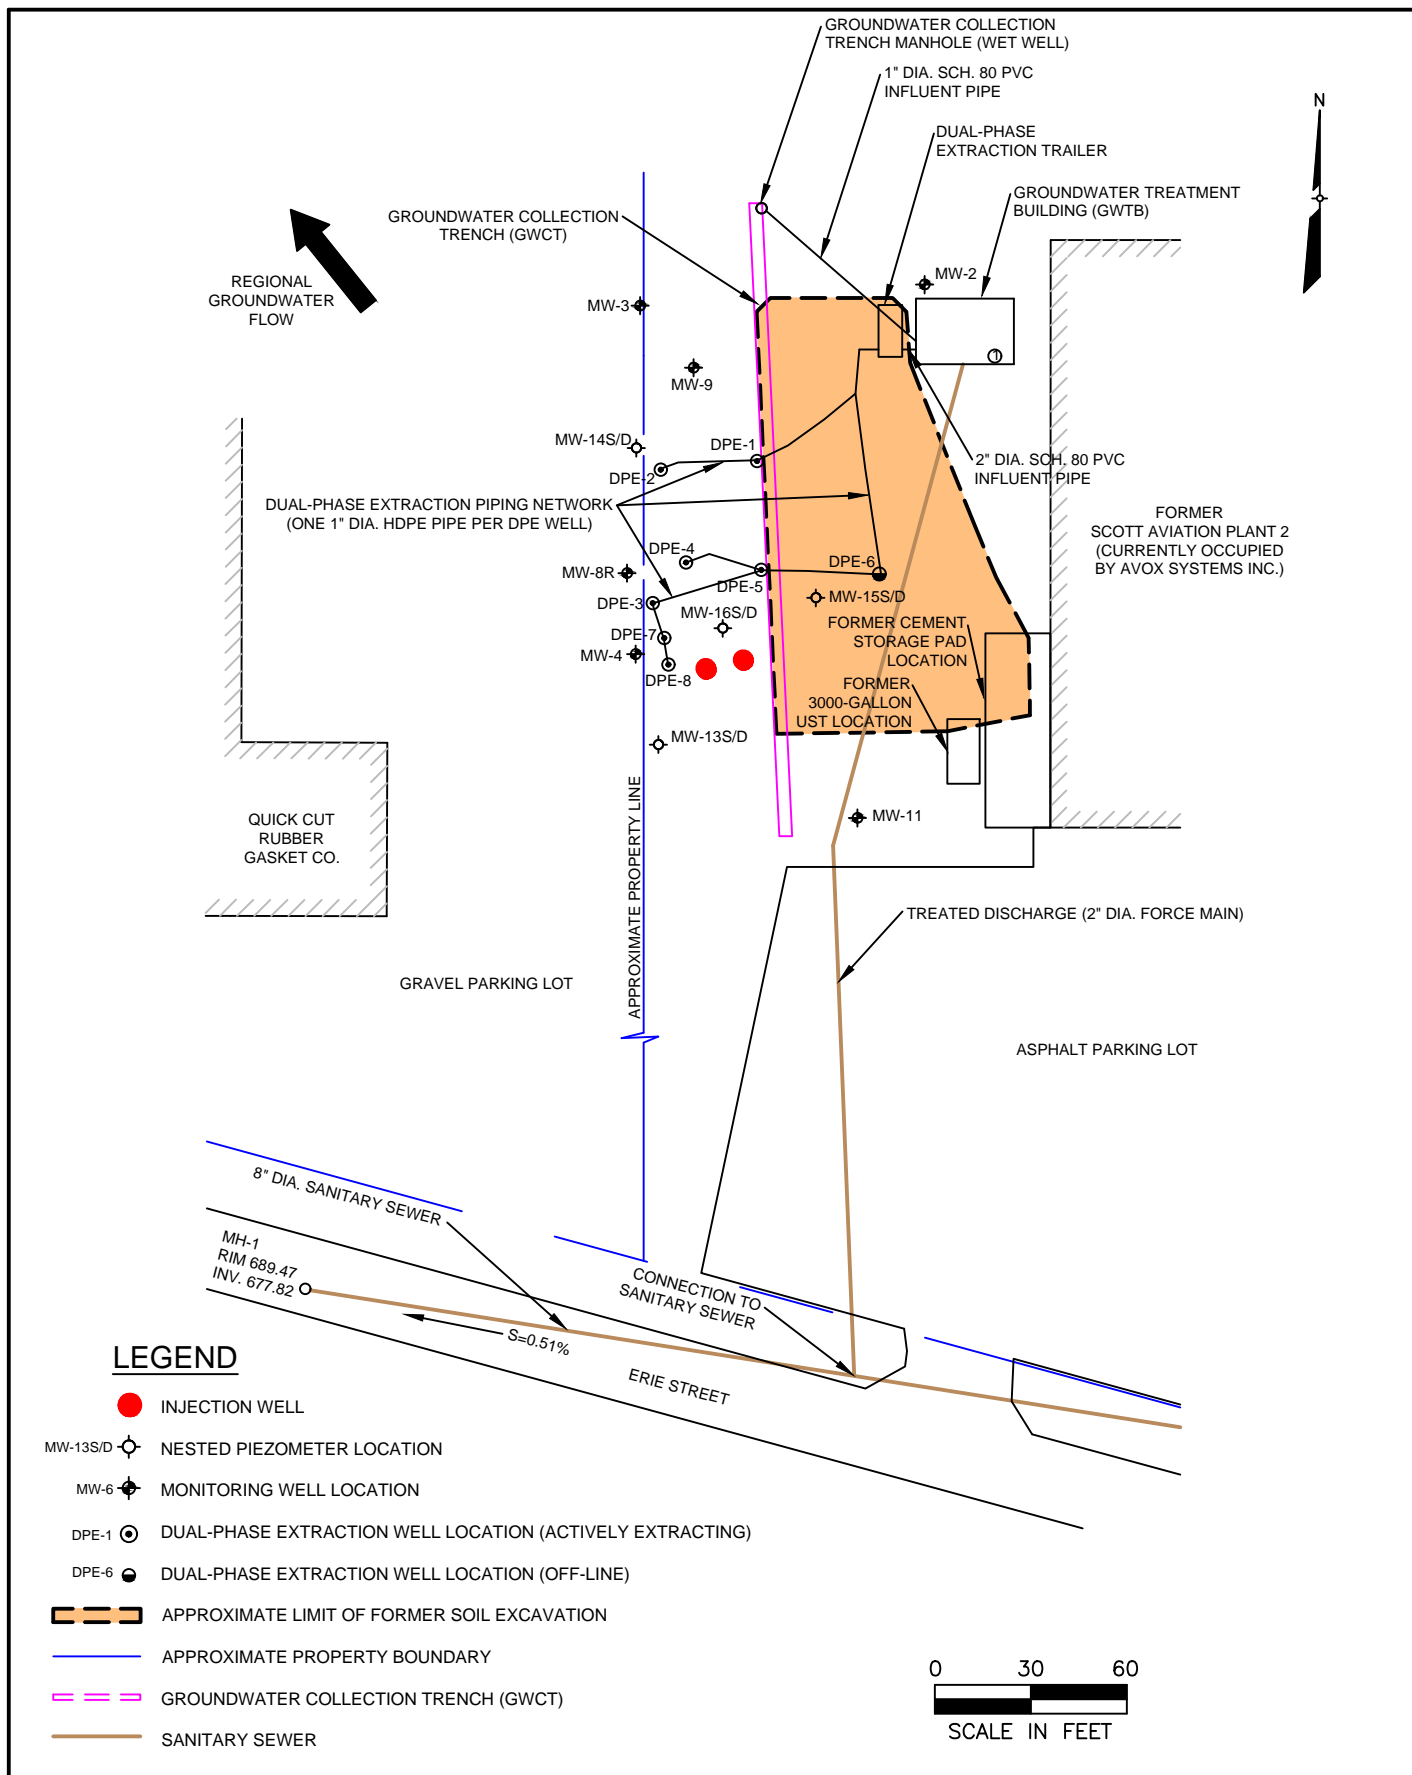 GROUNDWATER COLLECTION
TRENCH MANHOLE (WET WELL)
1" DIA. SCH. 80 PVC
INFLUENT PIPE
N
DUAL-PHASE
EXTRACTION TRAILER
GROUNDWATER TREATMENT
BUILDING (GWTB)
GROUNDWATER COLLECTION
TRENCH (GWCT)
REGIONAL
GROUNDWATER
FLOW
MW-2
MW-3
1
MW-9
MW-14S/D
DPE-1
DPE-2
2" DIA. SCH. 80 PVC
INFLUENT PIPE
DUAL-PHASE EXTRACTION PIPING NETWORK
(ONE 1" DIA. HDPE PIPE PER DPE WELL)
FORMER
SCOTT AVIATION PLANT 2
(CURRENTLY OCCUPIED
BY AVOX SYSTEMS INC.)
DPE-4
DPE-6
MW-8R
DPE-5
MW-15S/D
DPE-3
MW-16S/D
DPE-7
FORMER CEMENT
STORAGE PAD
LOCATION
MW-4
DPE-8
FORMER
3000-GALLON
UST LOCATION
MW-13S/D
APPROXIMATE PROPERTY LINE
MW-11
QUICK CUT
RUBBER
GASKET CO.
TREATED DISCHARGE (2" DIA. FORCE MAIN)
GRAVEL PARKING LOT
ASPHALT PARKING LOT
8" DIA. SANITARY SEWER
MH-1
RIM 689.47
INV. 677.82
CONNECTION TO
SANITARY SEWER
S=0.51%
ERIE STREET
LEGEND
INJECTION WELL
MW-13S/D NESTED PIEZOMETER LOCATION
MW-6 MONITORING WELL LOCATION
DPE-1 DUAL-PHASE EXTRACTION WELL LOCATION (ACTIVELY EXTRACTING)
DPE-6 DUAL-PHASE EXTRACTION WELL LOCATION (OFF-LINE)
APPROXIMATE LIMIT OF FORMER SOIL EXCAVATION
APPROXIMATE PROPERTY BOUNDARY
GROUNDWATER COLLECTION TRENCH (GWCT)
SANITARY SEWER
0 30 60
SCALE IN FEET